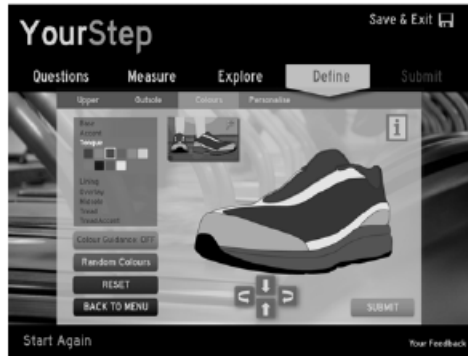 Save & Exit
YourStep
Questions Measure Explore Define Submit
Upper Outsole Colours Personalise
Base
Accent
Tongue
Lining
Overlay
Midsole
Tread
TreadAccent
Colour Guidance: OFF
Random Colours
RESET
BACK TO MENU
i
SUBMIT
Start Again
Your Feedback